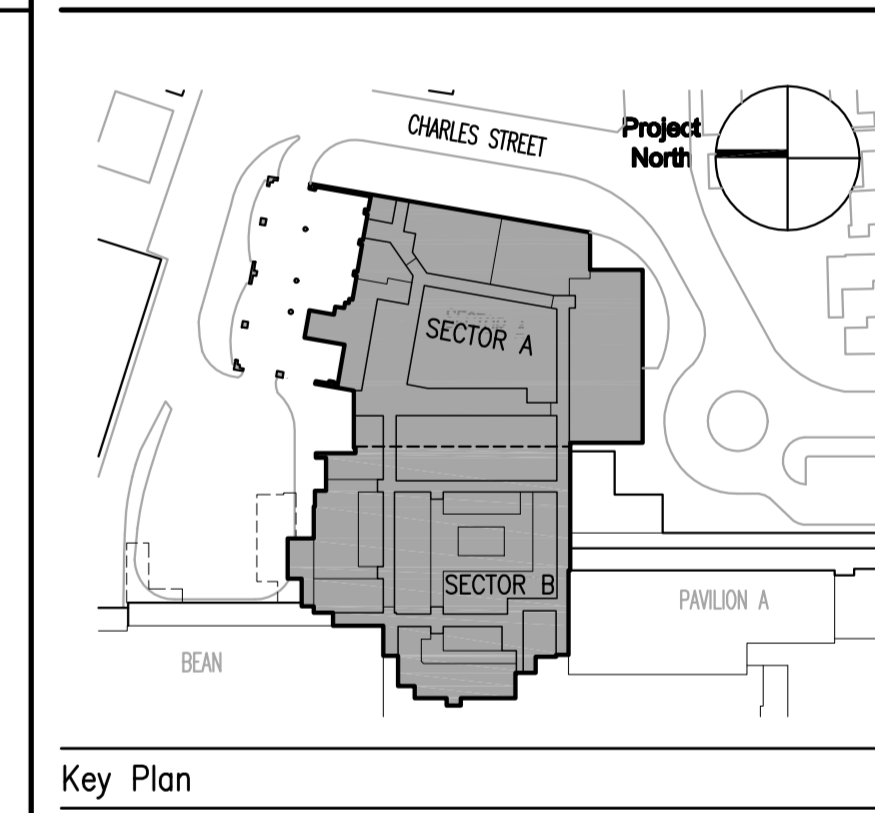 CHARLES STREET
Project
North
SECTOR A
SECTOR B
PAVILION A
BEAN
Key Plan